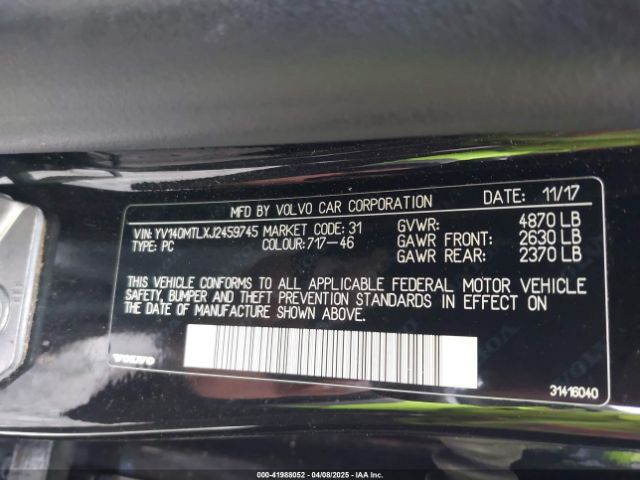 MFD BY VOLVO CAR CORPORATION DATE: 11/17
VIN: YV140MTLXJ2459745 MARKET CODE: 31 GVWR: 4870 LB
TYPE: PC COLOUR: 717-46 GAWR FRONT: 2630 LB
GAWR REAR: 2370 LB
THIS VEHICLE CONFORMS TO ALL APPLICABLE FEDERAL MOTOR VEHICLE
SAFETY, BUMPER AND THEFT PREVENTION STANDARDS IN EFFECT ON
THE DATE OF MANUFACTURE SHOWN ABOVE.
VOLVO
31416040
000-41988052 | 04/08/2025 - IAA Corp.